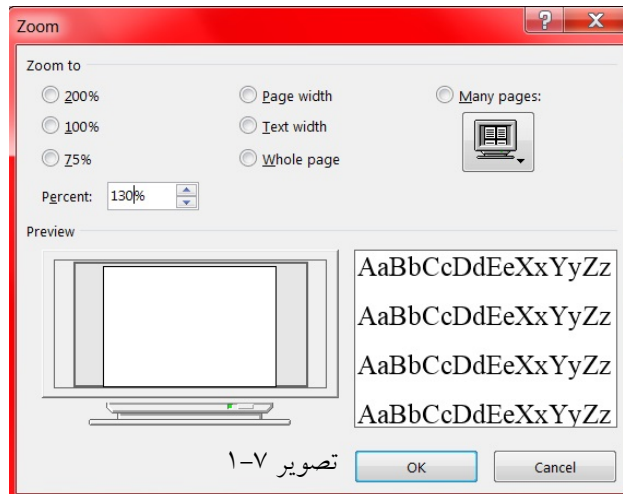 Zoom
Zoom to
200%
Page width
Many pages:
100%
Text width
75%
Whole page
Percent: 130%
Preview
AaBbCcDdEeXxYyZz
AaBbCcDdEeXxYyZz
AaBbCcDdEeXxYyZz
AaBbCcDdEeXxYyZz
تصویر ۷-۱
OK
Cancel